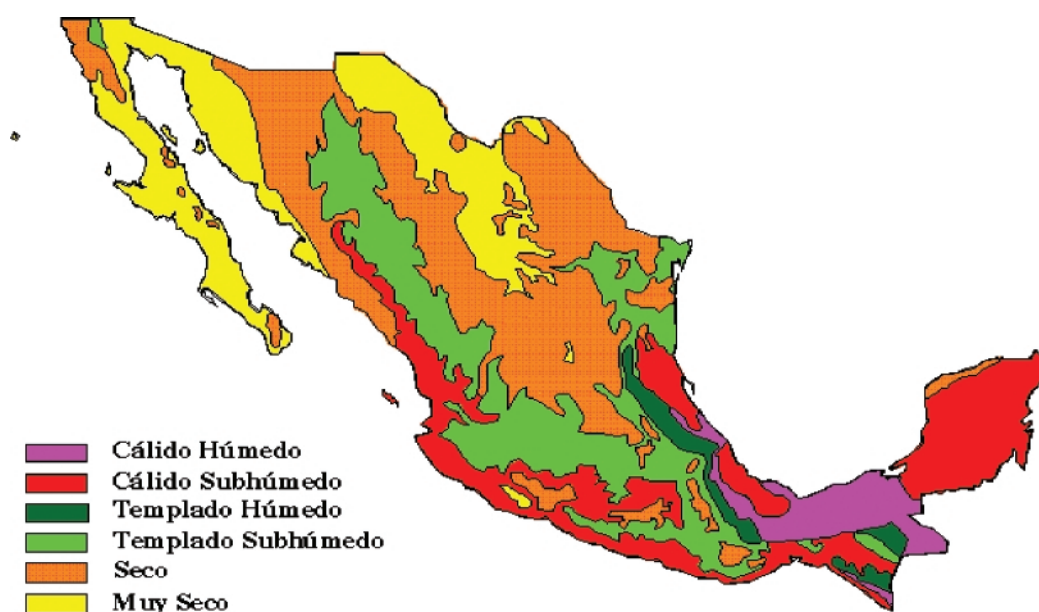 Cálido Húmedo
Cálido Subhúmedo
Templado Húmedo
Templado Subhúmedo
Seco
Muy Seco